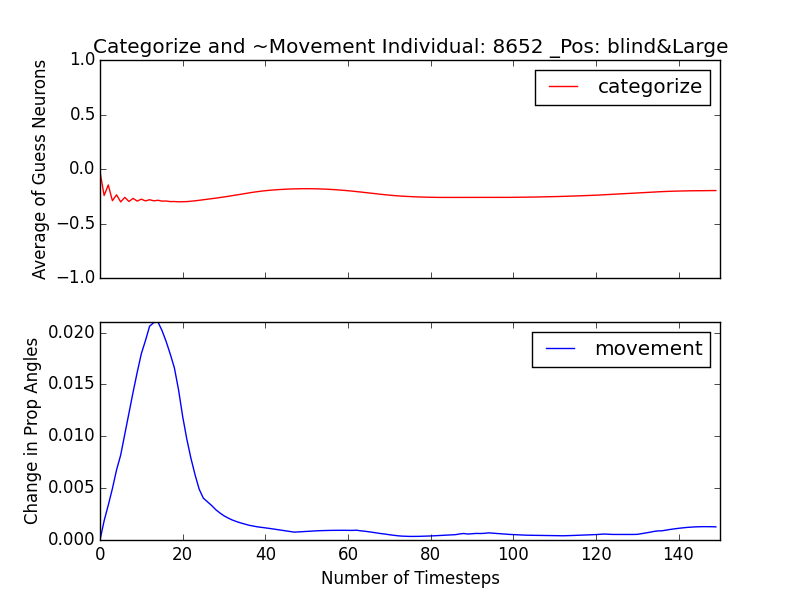 Categorize and ~Movement Individual: 8652 _Pos: blind&Large
1.0
0.5
0.0
−0.5
−1.0
Average of Guess Neurons
categorize
0.020
0.015
0.010
0.005
0.000
Change in Prop Angles
movement
0 20 40 60 80 100 120 140
Number of Timesteps